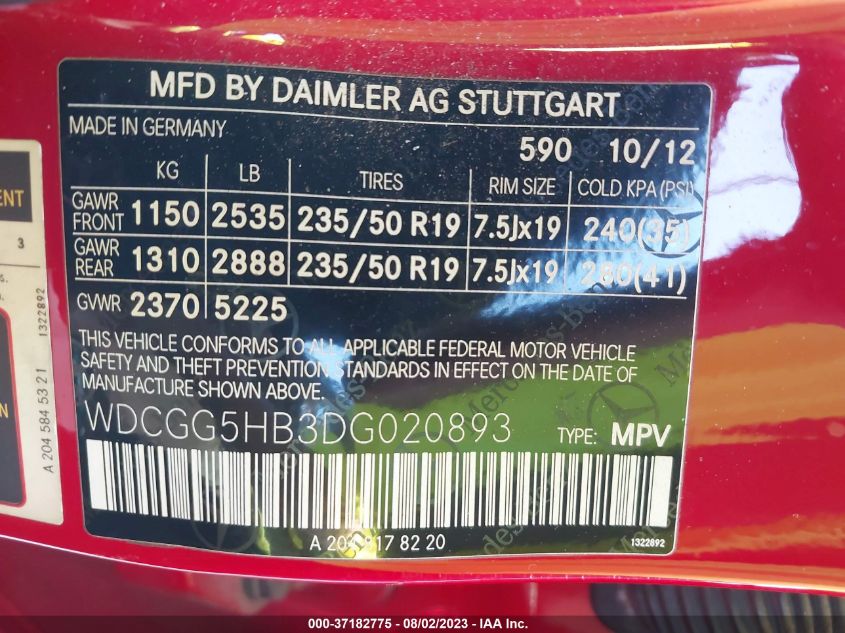 MFD BY DAIMLER AG STUTTGART
MADE IN GERMANY
590 10/12
KG LB TIRES RIM SIZE COLD KPA (PSI)
GAWR FRONT 1150 2535 235/50 R19 7.5Jx19 240(35)
GAWR REAR 1310 2888 235/50 R19 7.5Jx19 280(41)
GVWR 2370 5225
THIS VEHICLE CONFORMS TO ALL APPLICABLE FEDERAL MOTOR VEHICLE
SAFETY AND THEFT PREVENTION STANDARDS IN EFFECT ON THE DATE OF
MANUFACTURE SHOWN ABOVE.
WDCGG5HB3DG020893 TYPE: MPV
A 204 817 82 20
1322892
3
1322892
A 204 584 53 21
000-37182775 - 08/02/2023 - IAA Inc.